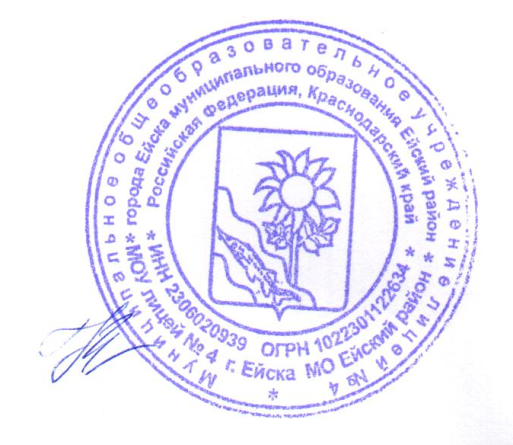 Муниципальное общеобразовательное учреждение лицей № 4 *
города Ейска муниципального образования Ейский район *
МОУ лицей № 4 г. Ейска МО Ейский район *
Российская Федерация, Краснодарский край *
ИНН 2306020939 ОГРН 1022301122634 *